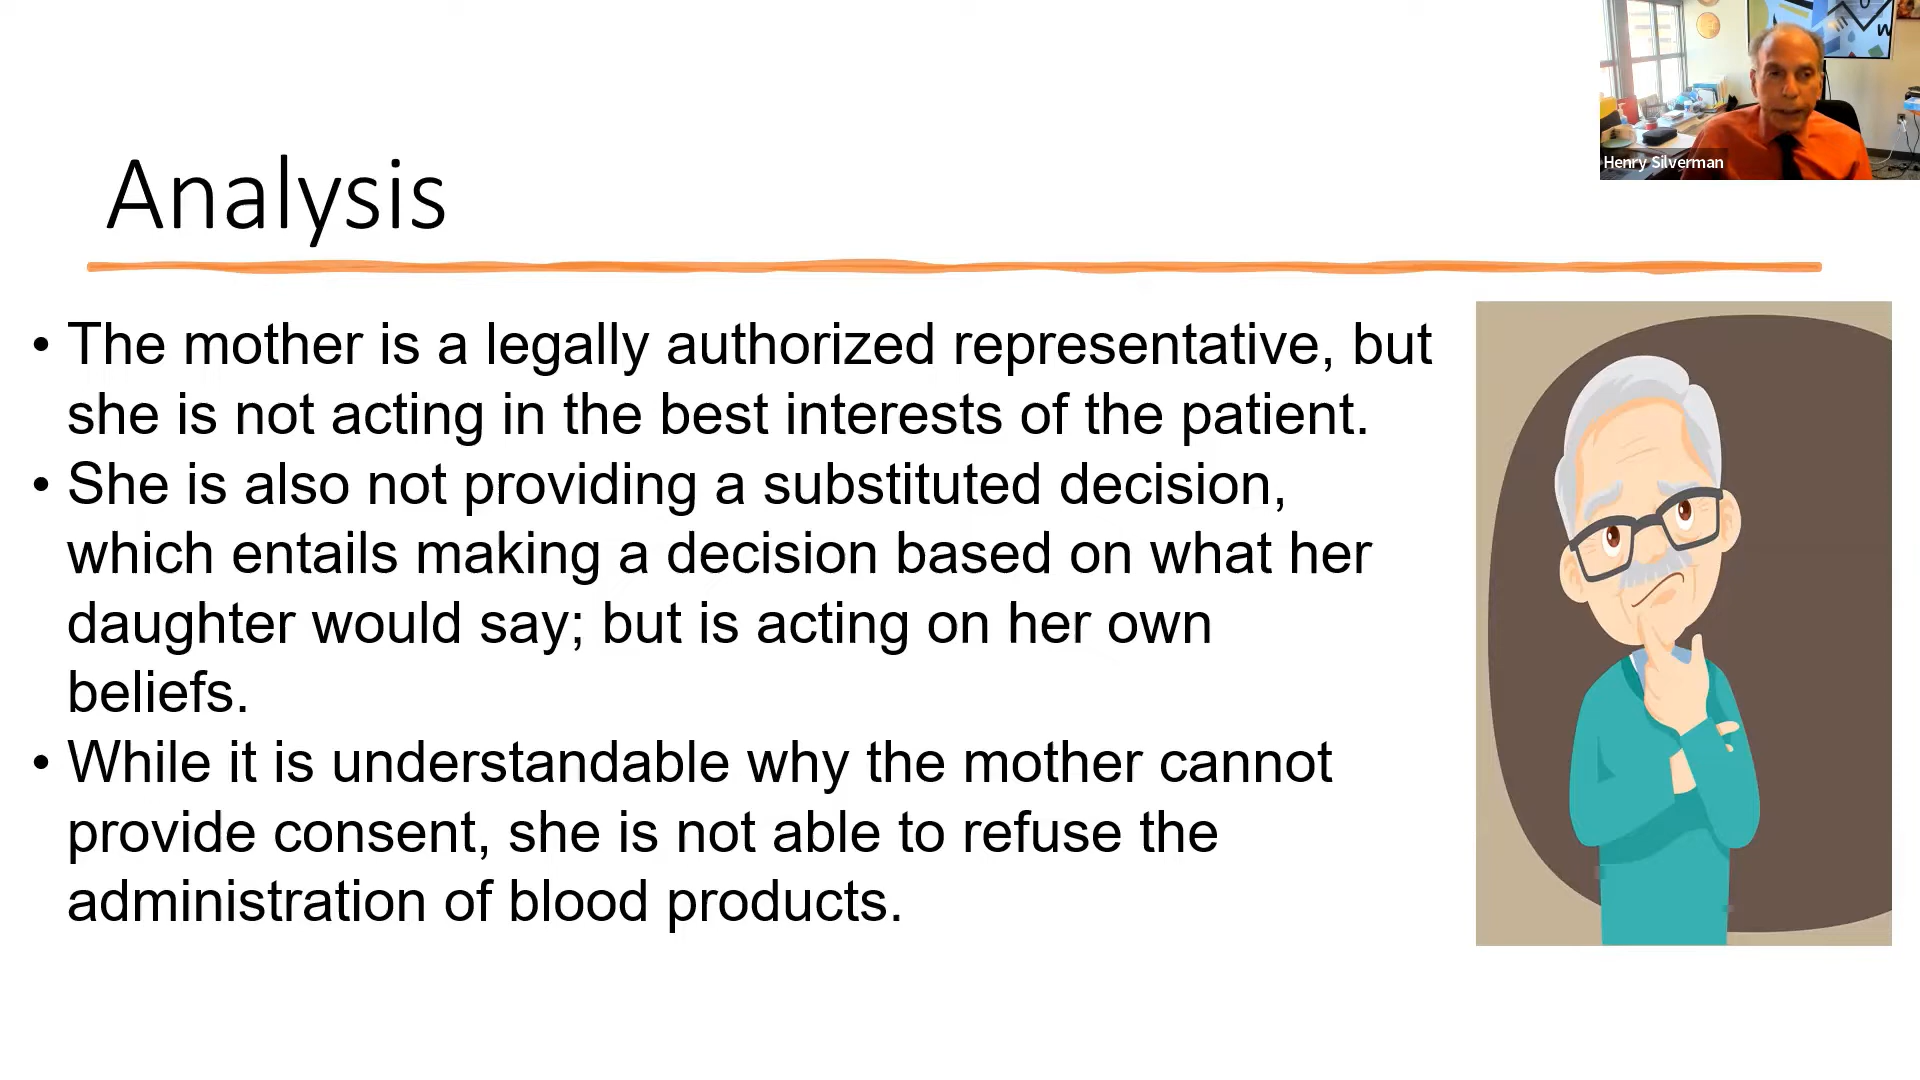 Henry Silverman
Analysis
• The mother is a legally authorized representative, but
she is not acting in the best interests of the patient.
• She is also not providing a substituted decision,
which entails making a decision based on what her
daughter would say; but is acting on her own
beliefs.
• While it is understandable why the mother cannot
provide consent, she is not able to refuse the
administration of blood products.